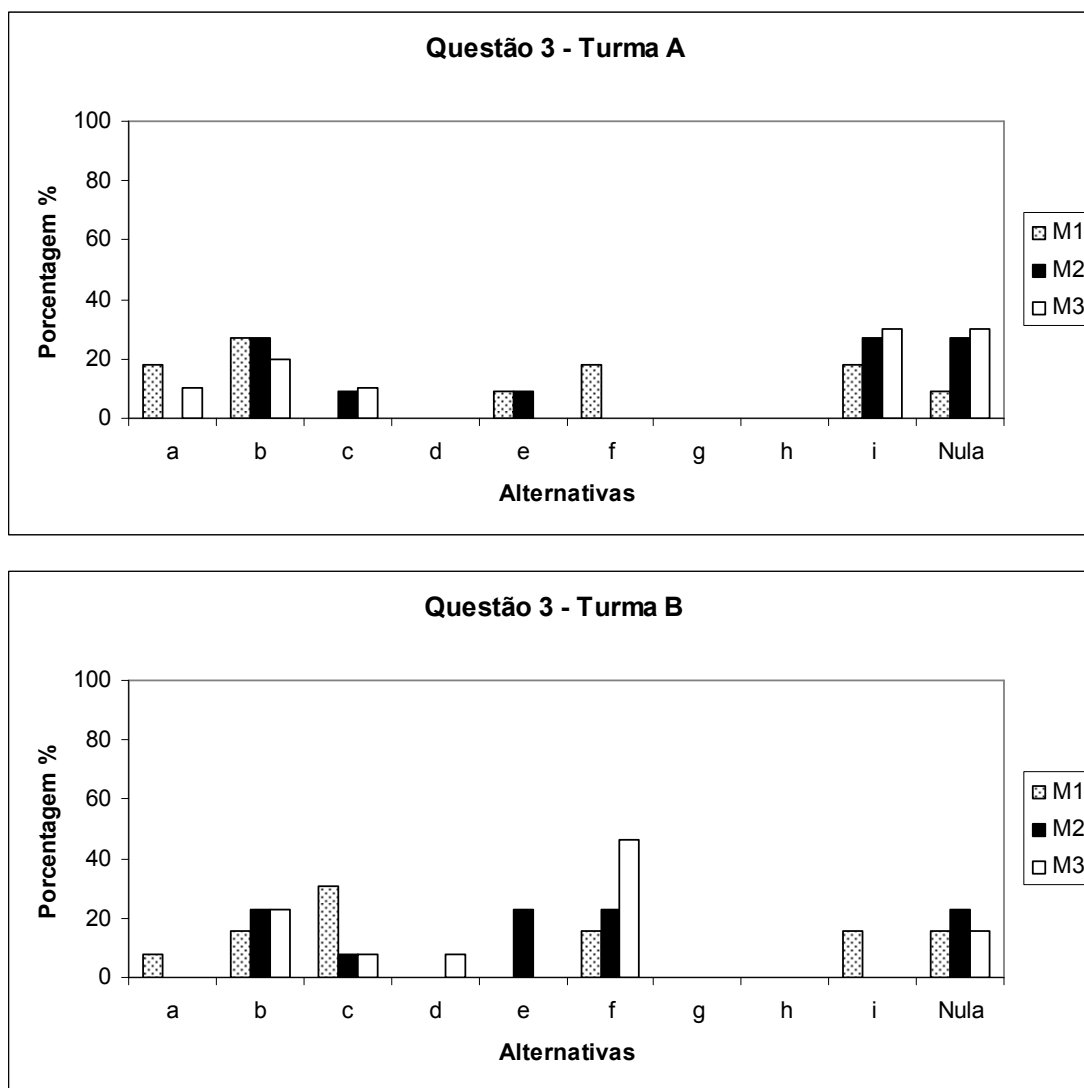 Questão 3 - Turma A
Porcentagem %
100
80
60
40
20
0
a b c d e f g h i Nula
Alternativas
M1
M2
M3
Questão 3 - Turma B
Porcentagem %
100
80
60
40
20
0
a b c d e f g h i Nula
Alternativas
M1
M2
M3